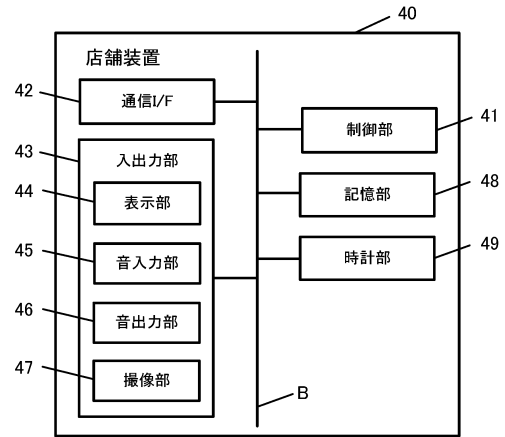 40
店舗装置
42
通信I/F
43
入出力部
44
表示部
45
音入力部
46
音出力部
47
撮像部
制御部
41
記憶部
48
時計部
49
B